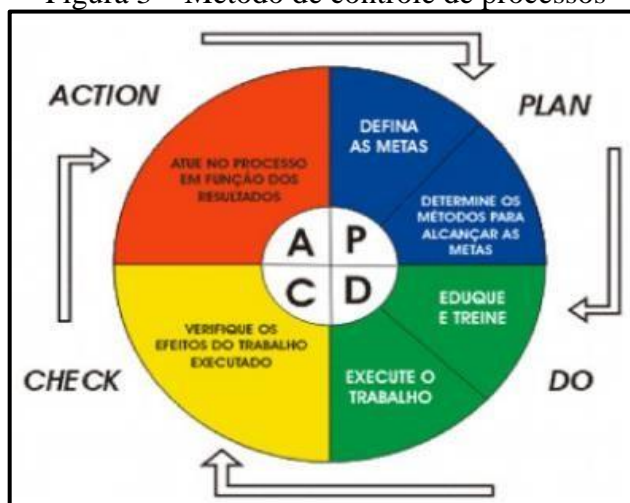 Figura 3 – Método de controle de processos
ACTION
PLAN
DEFINA
AS METAS
ATUE NO PROCESSO
EM FUNÇÃO DOS
RESULTADOS
DETERMINE OS
MÉTODOS PARA
ALCANÇAR AS
METAS
A P
C D
EDUQUE
E TREINE
VERIFIQUE OS
EFEITOS DO TRABALHO
EXECUTADO
EXECUTE O
TRABALHO
CHECK
DO